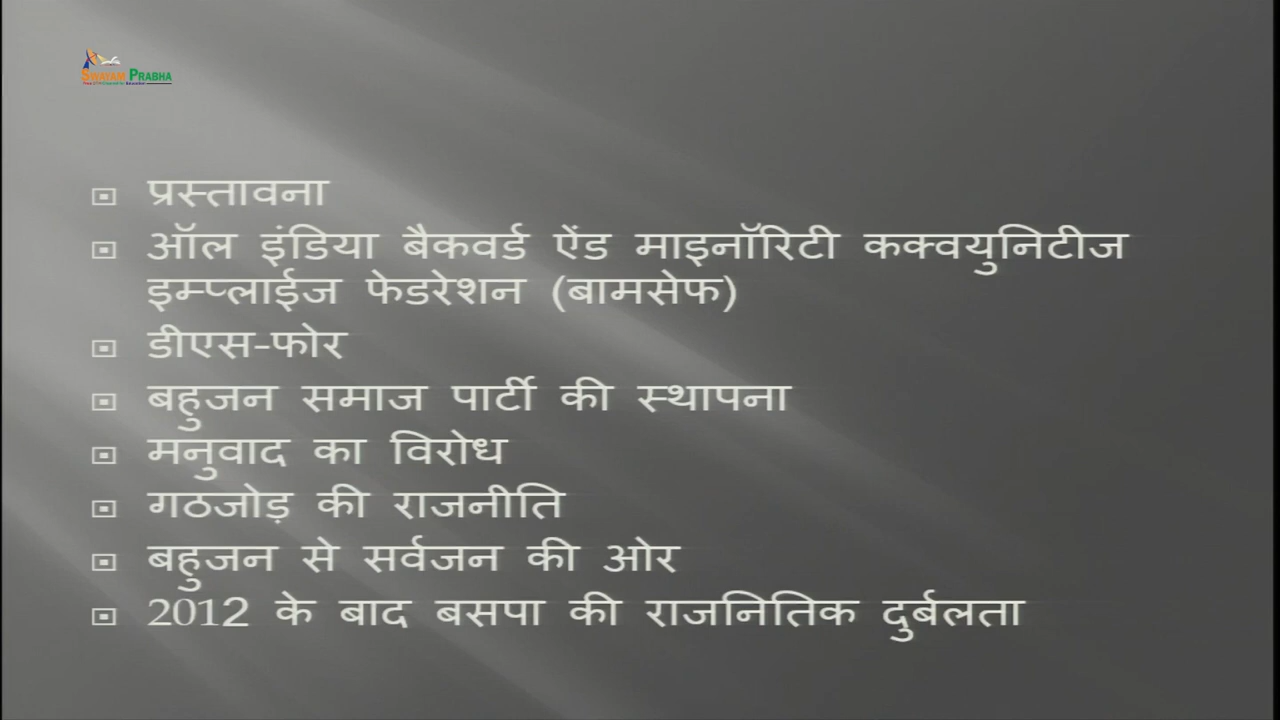 SWAYAM PRABHA
प्रस्तावना
ऑल इंडिया बैकवर्ड ऐंड माइनॉरिटी कक्वयुनिटीज
इम्प्लाईज फेडरेशन (बामसेफ)
डीएस-फोर
बहुजन समाज पार्टी की स्थापना
मनुवाद का विरोध
गठजोड़ की राजनीति
बहुजन से सर्वजन की ओर
2012 के बाद बसपा की राजनितिक दुर्बलता